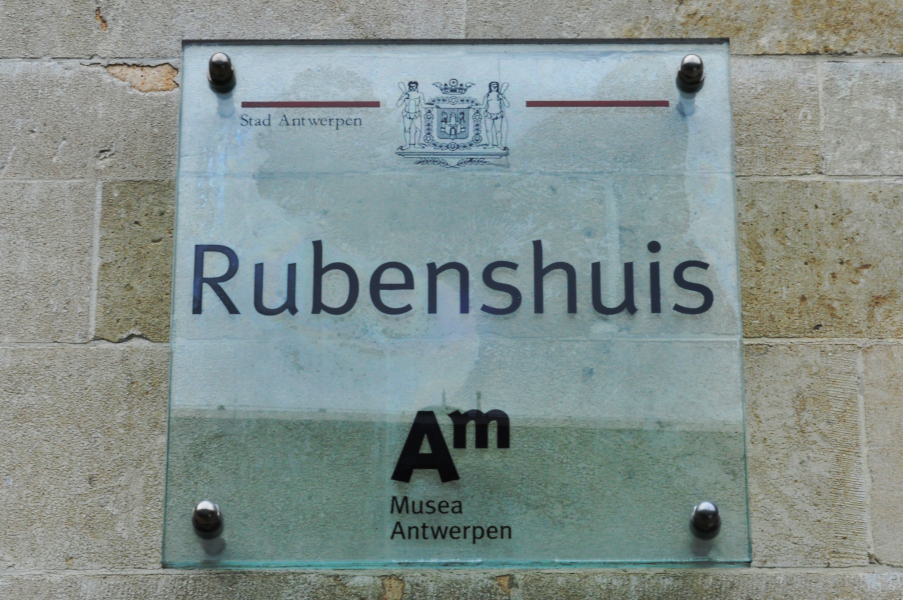 Stad Antwerpen
Rubenshuis
Am
Musea
Antwerpen